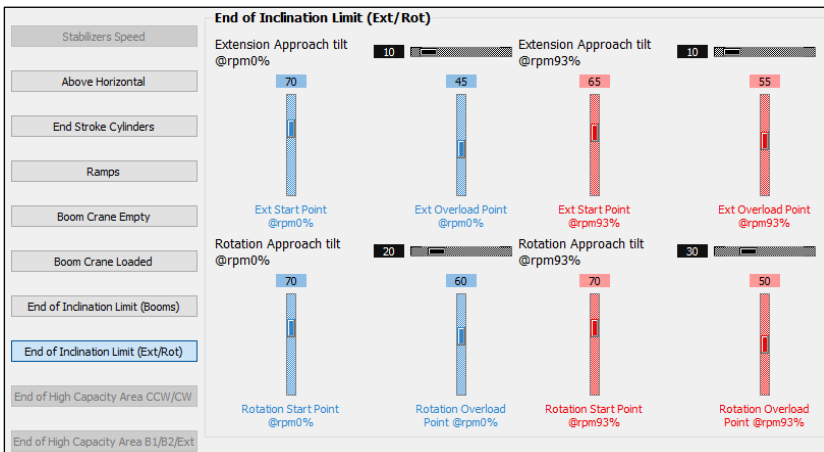 Stabilizers Speed
Above Horizontal
End Stroke Cylinders
Ramps
Boom Crane Empty
Boom Crane Loaded
End of Inclination Limit (Booms)
End of Inclination Limit (Ext/Rot)
End of High Capacity Area CCW/CW
End of High Capacity Area B1/B2/Ext
End of Inclination Limit (Ext/Rot)
Extension Approach tilt
@rpm0%
10
Extension Approach tilt
@rpm93%
10
70
45
65
55
Ext Start Point
@rpm0%
Ext Overload Point
@rpm0%
Ext Start Point
@rpm93%
Ext Overload Point
@rpm93%
Rotation Approach tilt
@rpm0%
20
Rotation Approach tilt
@rpm93%
30
70
60
70
50
Rotation Start Point
@rpm0%
Rotation Overload
Point @rpm0%
Rotation Start Point
@rpm93%
Rotation Overload
Point @rpm93%